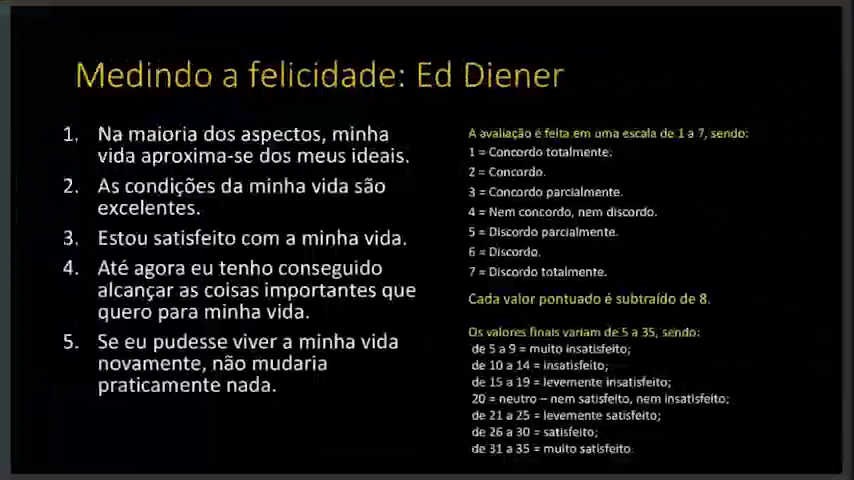 Medindo a felicidade: Ed Diener
1. Na maioria dos aspectos, minha
vida aproxima-se dos meus ideais.
2. As condições da minha vida são
excelentes.
3. Estou satisfeito com a minha vida.
4. Até agora eu tenho conseguido
alcançar as coisas importantes que
quero para minha vida.
5. Se eu pudesse viver a minha vida
novamente, não mudaria
praticamente nada.
A avaliação é feita em uma escala de 1 a 7, sendo:
1 = Concordo totalmente.
2 = Concordo.
3 = Concordo parcialmente.
4 = Nem concordo, nem discordo.
5 = Discordo parcialmente.
6 = Discordo.
7 = Discordo totalmente.
Cada valor pontuado é subtraído de 8.
Os valores finais variam de 5 a 35, sendo:
de 5 a 9 = muito insatisfeito;
de 10 a 14 = insatisfeito;
de 15 a 19 = levemente insatisfeito;
20 = neutro – nem satisfeito, nem insatisfeito;
de 21 a 25 = levemente satisfeito;
de 26 a 30 = satisfeito;
de 31 a 35 = muito satisfeito